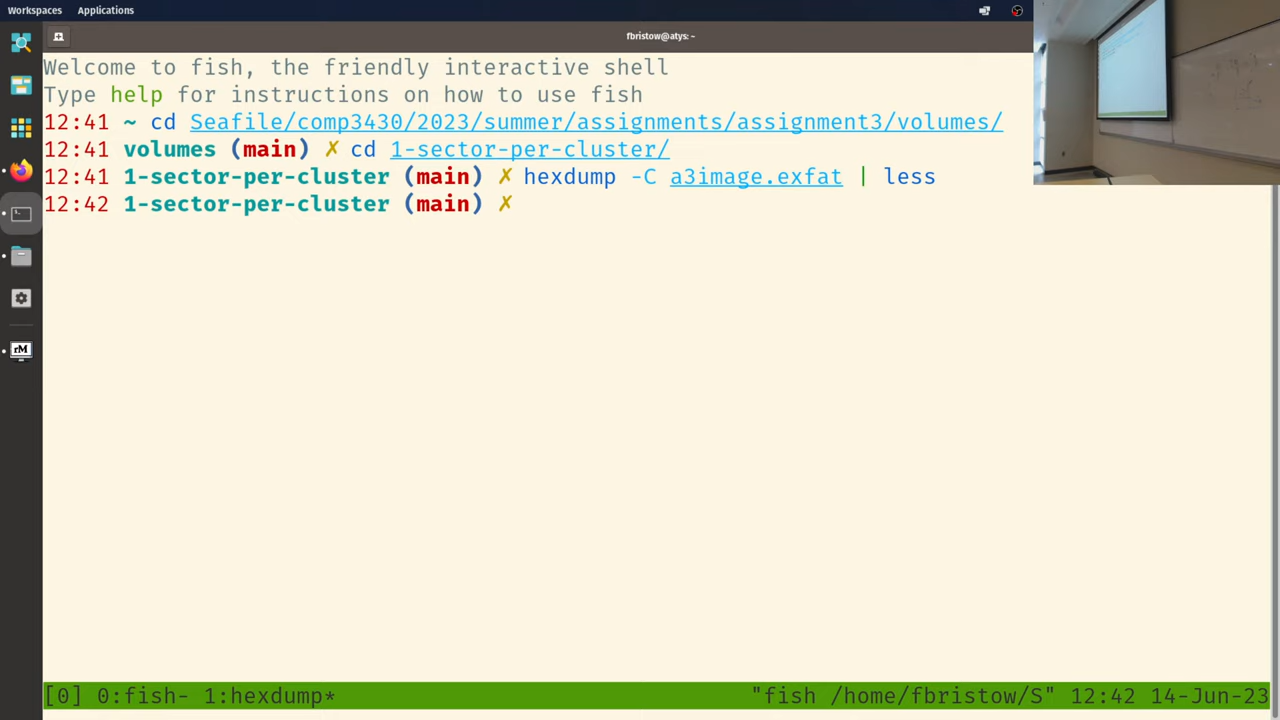 Workspaces Applications
fbristow@atys: ~
Welcome to fish, the friendly interactive shell
Type help for instructions on how to use fish
12:41 ~ cd Seafile/comp3430/2023/summer/assignments/assignment3/volumes/
12:41 volumes (main) ✗ cd 1-sector-per-cluster/
12:41 1-sector-per-cluster (main) ✗ hexdump -C a3image.exfat | less
12:42 1-sector-per-cluster (main) ✗
rM
[0] 0:fish- 1:hexdump* "fish /home/fbristow/S" 12:42 14-Jun-23